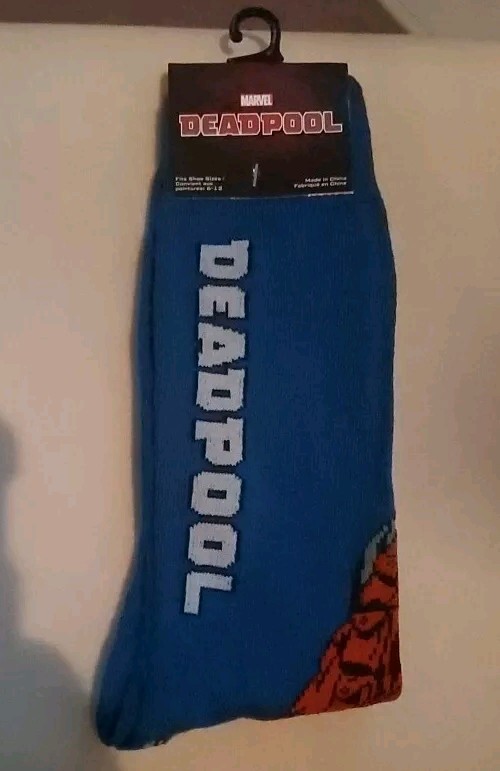 MARVEL
DEADPOOL
Fits Shoe Sizes /
Convient aux
pointures: 6-12
Made in China
Fabriqué en Chine
DEADPOOL